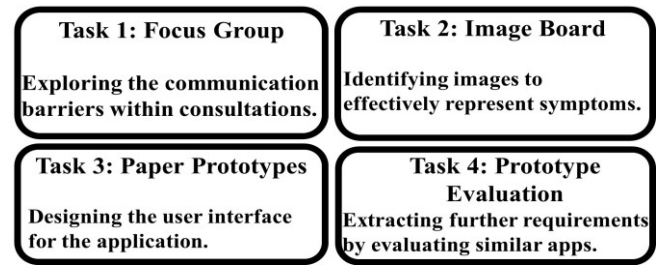 Task 1: Focus Group
Exploring the communication
barriers within consultations.
Task 2: Image Board
Identifying images to
effectively represent symptoms.
Task 3: Paper Prototypes
Designing the user interface
for the application.
Task 4: Prototype
Evaluation
Extracting further requirements
by evaluating similar apps.